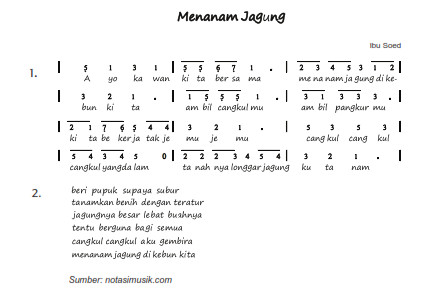 Menanam Jagung
Ibu Soed
1. | 5 1 3 1 | 5 5 6 7 1 . | 2 3 4 5 3 1 2 |
A yo ka wan ki ta ber sa ma me na nam ja gung di ke-
3 2 1 . | 1 5 5 5 1 . | 3 1 3 3 3 . |
bun ki ta am bil cangkul mu am bil pangkur mu
| 2 1 7 6 5 4 4 | 3 2 1 . | 5 3 5 3
ki ta be ker ja tak je mu je mu cang kul cang kul
| 5 4 3 4 5 0 | 2 2 2 3 4 5 4 | 3 2 1 . |
cangkul yang da lam ta nah nya longgar jagung ku ta nam
2. beri pupuk supaya subur
tanamkan benih dengan teratur
jagungnya besar lebat buahnya
tentu berguna bagi semua
cangkul cangkul aku gembira
menanam jagung di kebun kita
Sumber: notasimusik.com